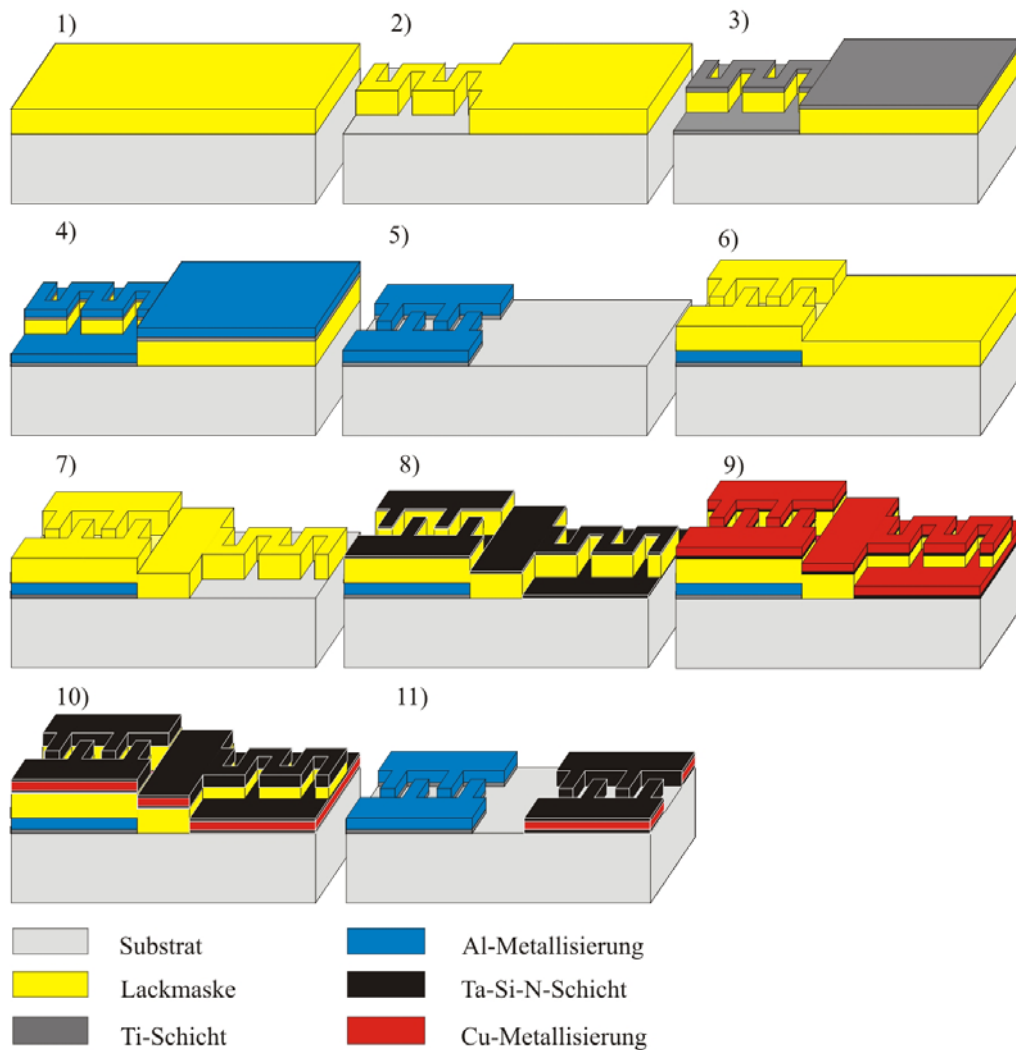 1)
2)
3)
4)
5)
6)
7)
8)
9)
10)
11)
Substrat
Al-Metallisierung
Lackmaske
Ta-Si-N-Schicht
Ti-Schicht
Cu-Metallisierung